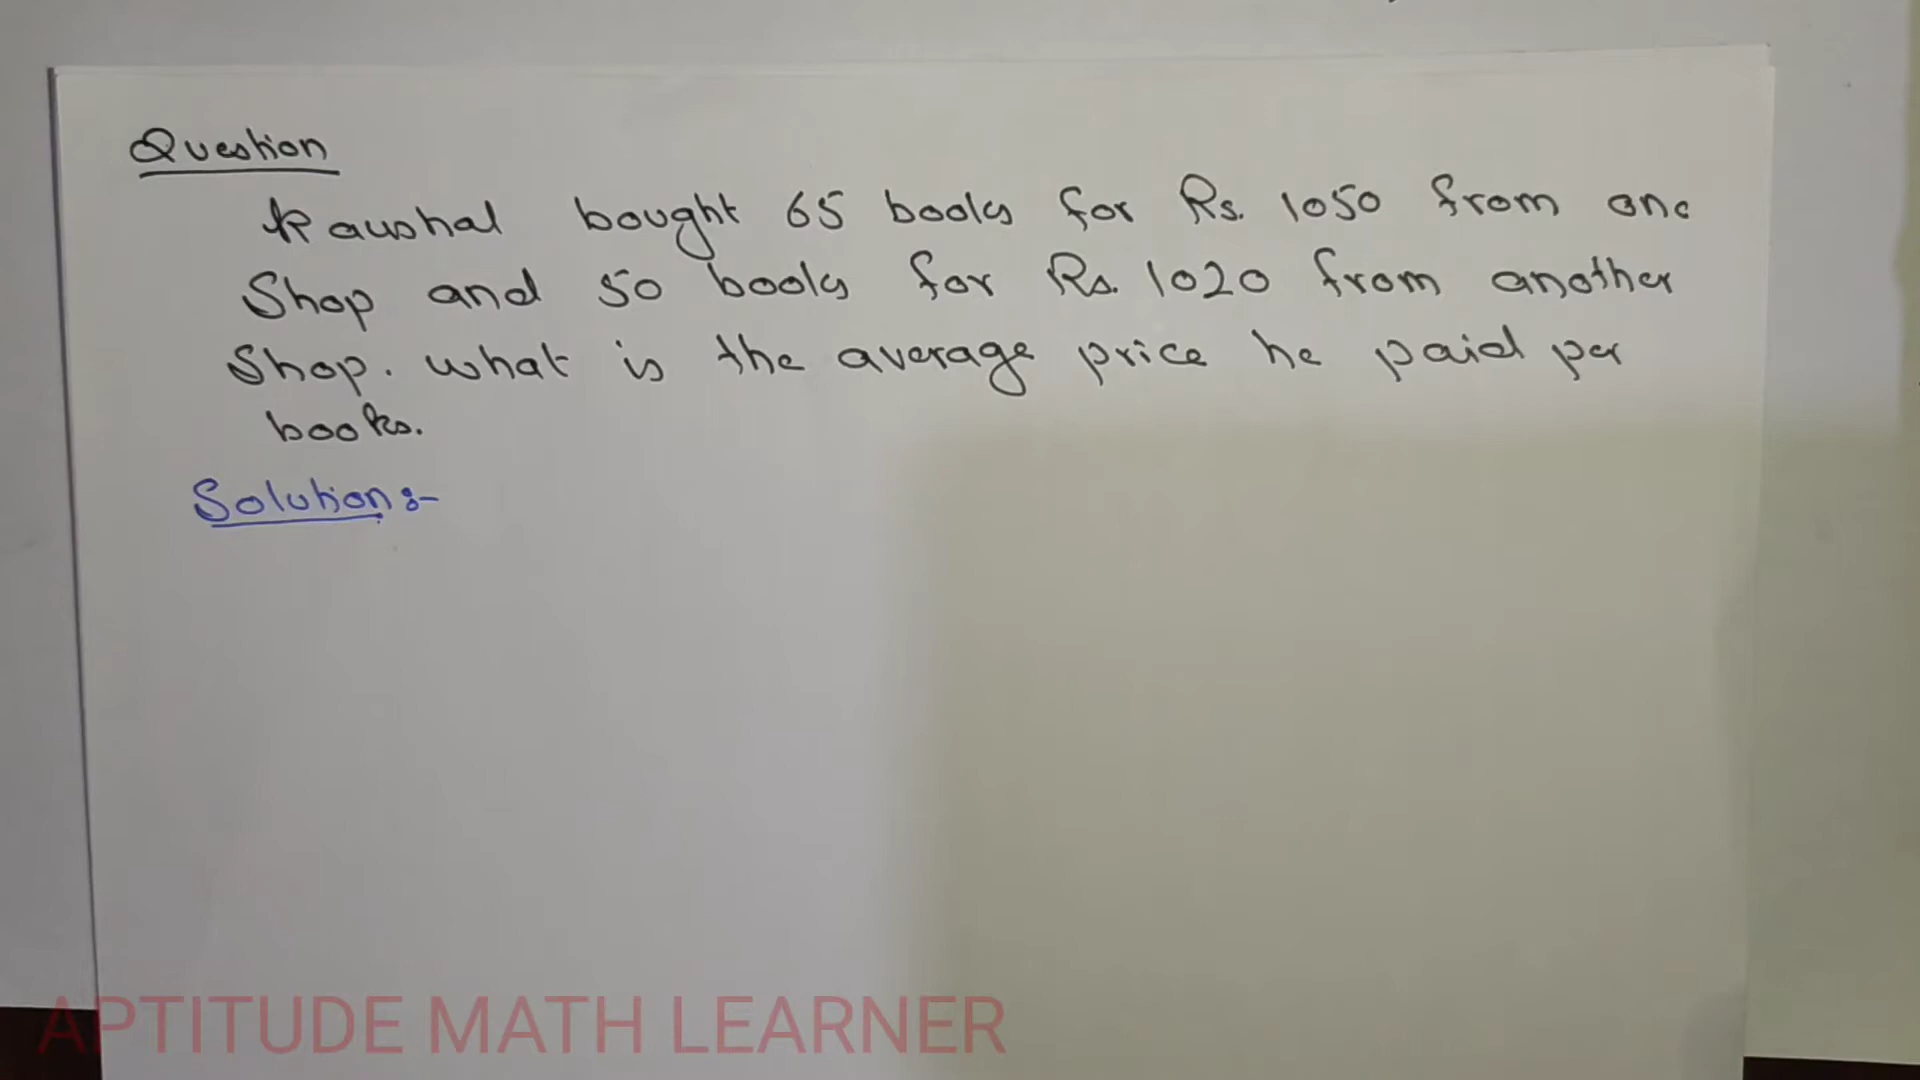 Question
Kaushal bought 65 books for Rs. 1050 from one
Shop and 50 books for Rs. 1020 from another
Shop. what is the average price he paid per
books.
Solution:-
APTITUDE MATH LEARNER